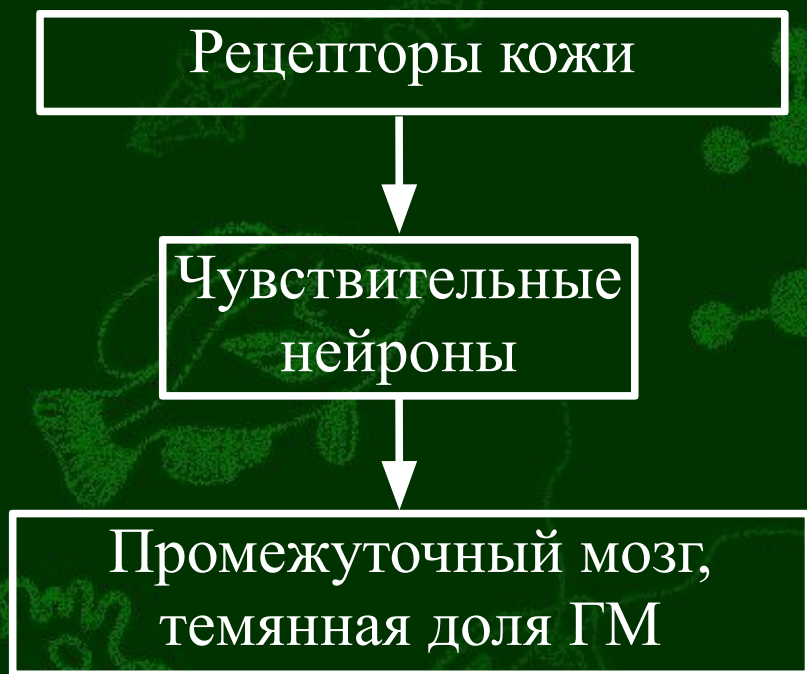 Рецепторы кожи
Чувствительные
нейроны
Промежуточный мозг,
темянная доля ГМ